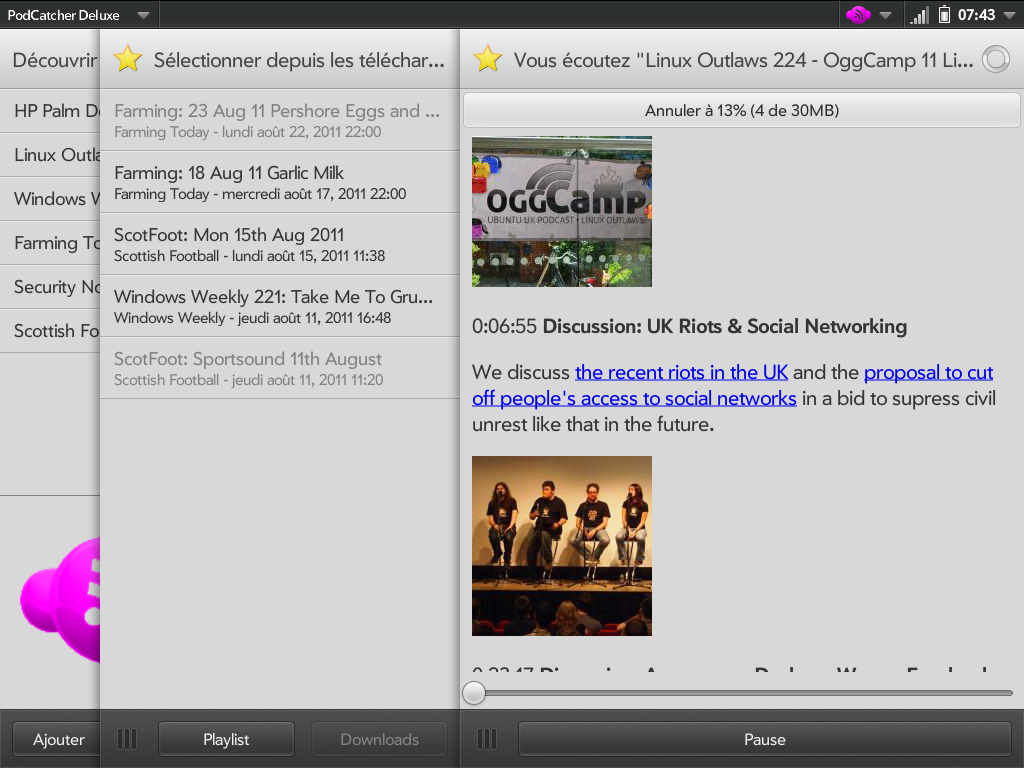 PodCatcher Deluxe
07:43
Découvrir
HP Palm D
Linux Outla
Windows W
Farming To
Security No
Scottish Fo
Ajouter
Sélectionner depuis les téléchar...
Farming: 23 Aug 11 Pershore Eggs and ...
Farming Today - lundi août 22, 2011 22:00
Farming: 18 Aug 11 Garlic Milk
Farming Today - mercredi août 17, 2011 22:00
ScotFoot: Mon 15th Aug 2011
Scottish Football - lundi août 15, 2011 11:38
Windows Weekly 221: Take Me To Gru...
Windows Weekly - jeudi août 11, 2011 16:48
ScotFoot: Sportsound 11th August
Scottish Football - jeudi août 11, 2011 11:20
Playlist
Downloads
Vous écoutez "Linux Outlaws 224 - OggCamp 11 Li...
Annuler à 13% (4 de 30MB)
OGGCamp
UBUNTU UK PODCAST • LINUX OUTLAWS
0:06:55 Discussion: UK Riots & Social Networking
We discuss the recent riots in the UK and the proposal to cut
off people's access to social networks in a bid to supress civil
unrest like that in the future.
Pause